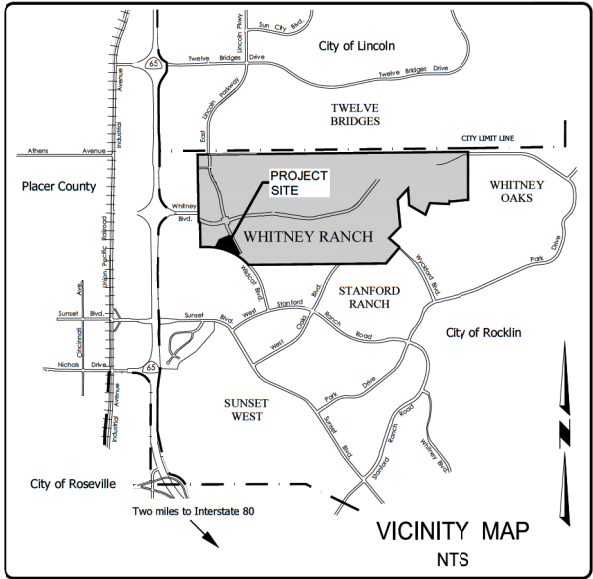 Sun City Blvd.
Lincoln Pkwy
City of Lincoln
65
Twelve Bridges Drive
Twelve Bridges Drive
Industrial Avenue
East Lincoln Parkway
TWELVE
BRIDGES
CITY LIMIT LINE
Athens Avenue
Placer County
PROJECT
SITE
WHITNEY
OAKS
Whitney
Blvd.
WHITNEY RANCH
Union Pacific Railroad
Wildcat Blvd.
Wyckford Blvd.
Park Drive
STANFORD
RANCH
Sunset Blvd.
Sunset Blvd.
West Stanford Ranch Road
West Oaks Blvd.
City of Rocklin
Cincinnati Ave.
Nichols Drive
65
Industrial Avenue
SUNSET
WEST
Park Drive
Sunset Blvd.
Stanford Ranch Road
Whitney Blvd.
N
City of Roseville
Two miles to Interstate 80
VICINITY MAP
NTS